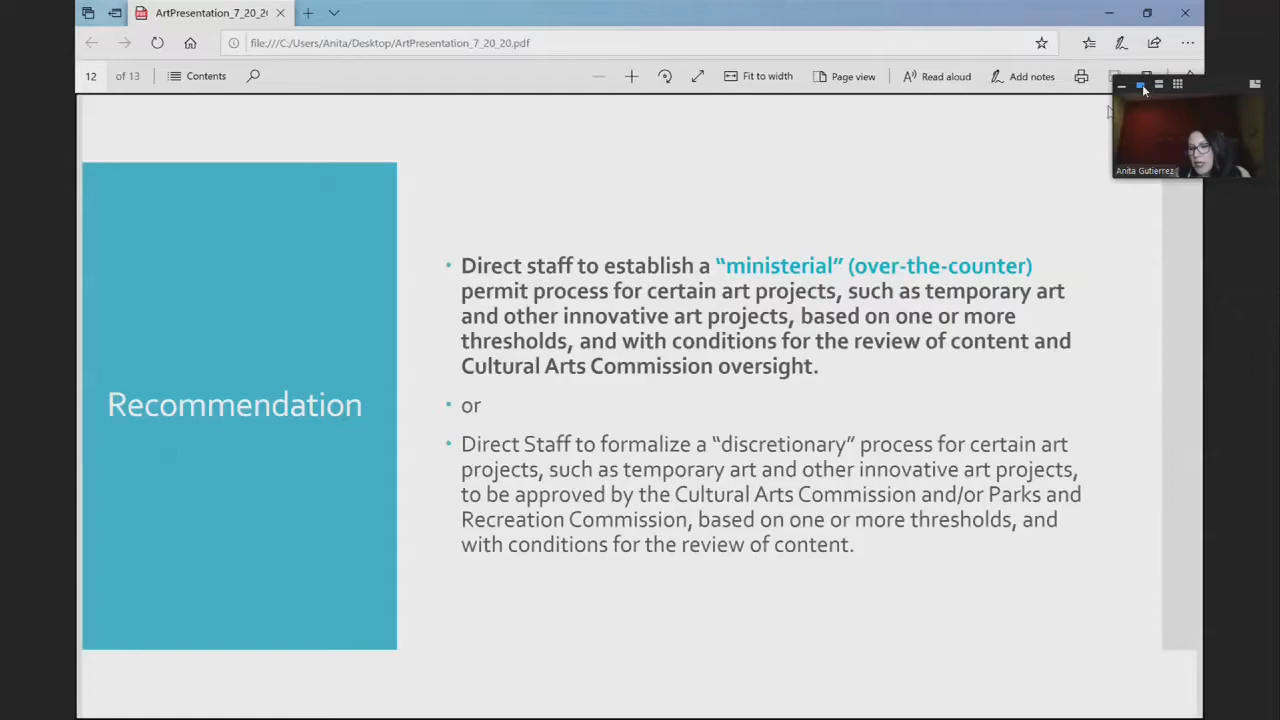 ArtPresentation_7_20_2
file:///C:/Users/Anita/Desktop/ArtPresentation_7_20_20.pdf
12 of 13 Contents Fit to width Page view Read aloud Add notes
Anita Gutierrez
Recommendation
• Direct staff to establish a “ministerial” (over-the-counter)
permit process for certain art projects, such as temporary art
and other innovative art projects, based on one or more
thresholds, and with conditions for the review of content and
Cultural Arts Commission oversight.
• or
• Direct Staff to formalize a “discretionary” process for certain art
projects, such as temporary art and other innovative art projects,
to be approved by the Cultural Arts Commission and/or Parks and
Recreation Commission, based on one or more thresholds, and
with conditions for the review of content.